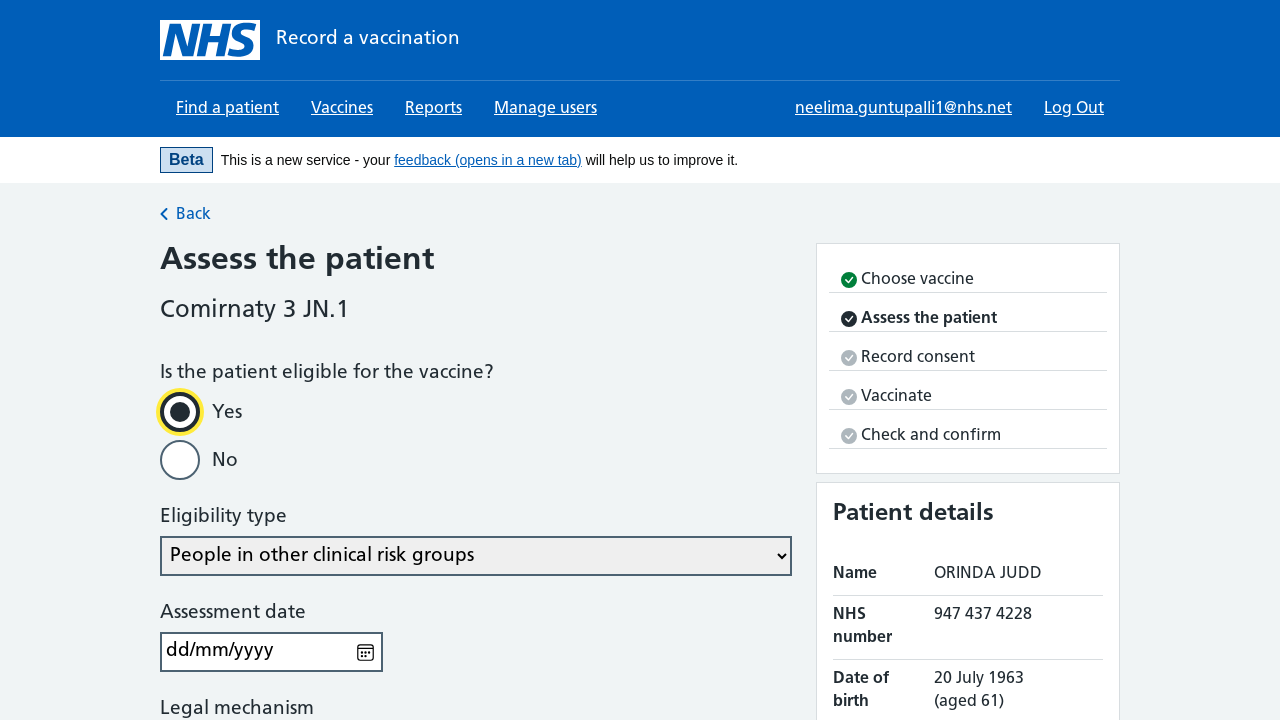 NHS Record a vaccination
Find a patient Vaccines Reports Manage users neelima.guntupalli1@nhs.net Log Out
Beta This is a new service - your feedback (opens in a new tab) will help us to improve it.
Back
Assess the patient
Comirnaty 3 JN.1
Is the patient eligible for the vaccine?
Yes
No
Eligibility type
People in other clinical risk groups
Assessment date
dd/mm/yyyy
Legal mechanism
Choose vaccine
Assess the patient
Record consent
Vaccinate
Check and confirm
Patient details
Name ORINDA JUDD
NHS number 947 437 4228
Date of birth 20 July 1963 (aged 61)